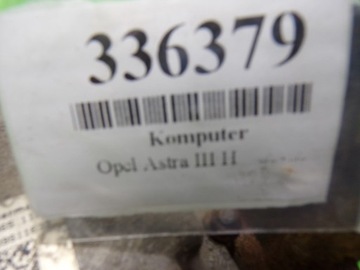 336379
Komputer
Opel Astra III H